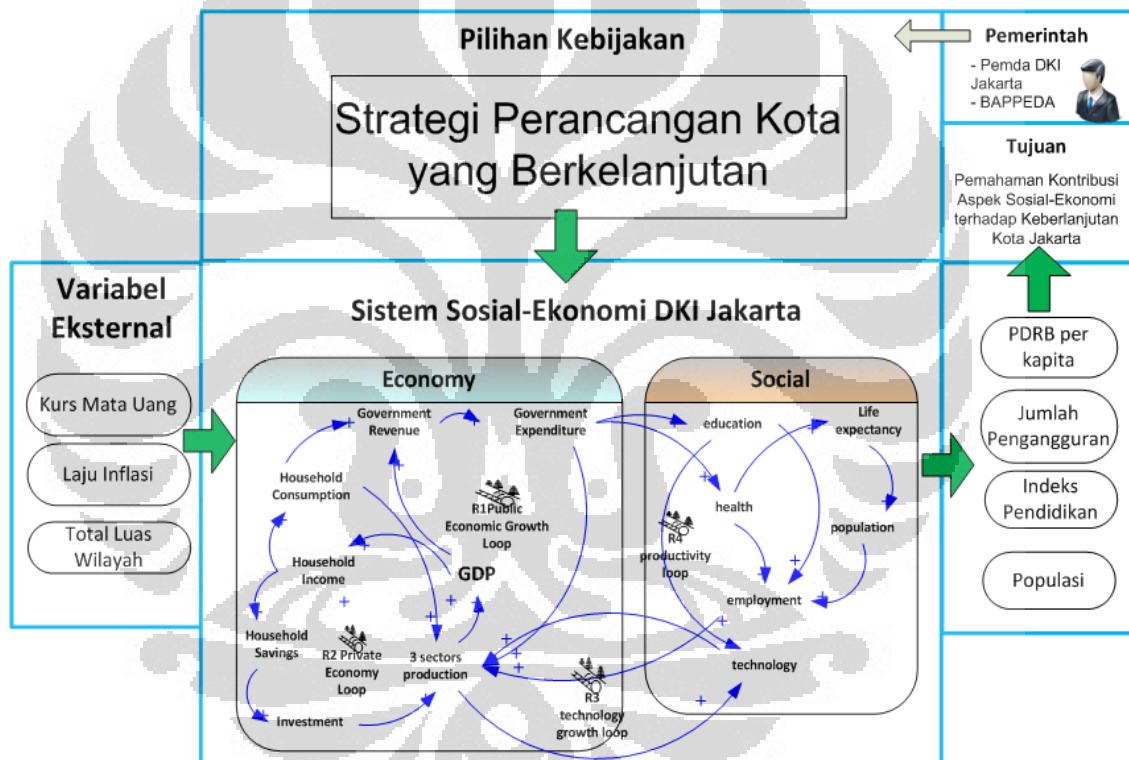 Pilihan Kebijakan
Strategi Perancangan Kota
yang Berkelanjutan
Pemerintah
- Pemda DKI
Jakarta
- BAPPEDA
Tujuan
Pemahaman Kontribusi
Aspek Sosial-Ekonomi
terhadap Keberlanjutan
Kota Jakarta
Variabel
Eksternal
Kurs Mata Uang
Laju Inflasi
Total Luas
Wilayah
Sistem Sosial-Ekonomi DKI Jakarta
Economy
Government
Revenue
Government
Expenditure
Household
Consumption
R1Public
Economic Growth
Loop
Household
Income
GDP
Household
Savings
R2 Private
Economy
Loop
3 sectors
production
Investment
R3
technology
growth loop
Social
education
Life
expectancy
health
population
R4
productivity
loop
employment
technology
PDRB per
kapita
Jumlah
Pengangguran
Indeks
Pendidikan
Populasi